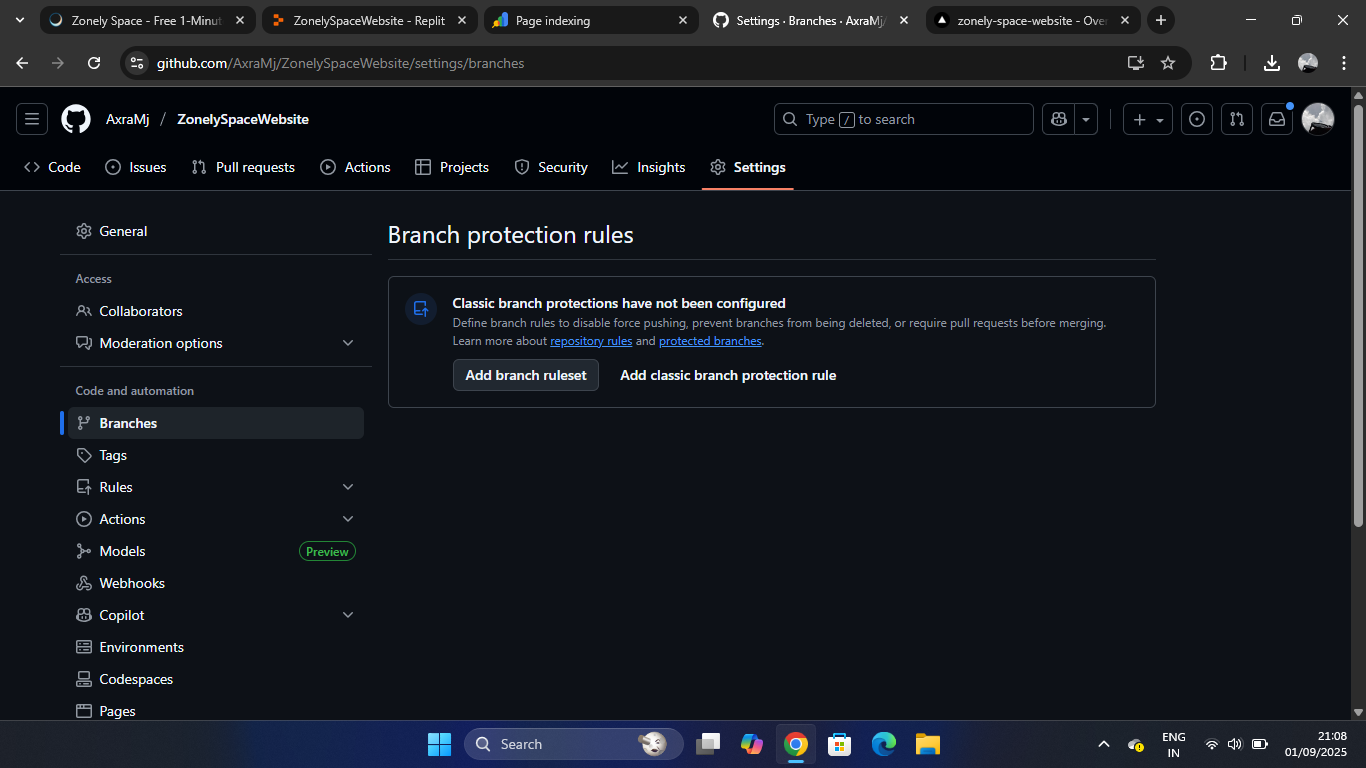 Zonely Space - Free 1-Minut
ZonelySpaceWebsite - Replit
Page indexing
Settings · Branches · AxraMj/
zonely-space-website - Over
github.com/AxraMj/ZonelySpaceWebsite/settings/branches
AxraMj / ZonelySpaceWebsite
Type / to search
Code
Issues
Pull requests
Actions
Projects
Security
Insights
Settings
General
Access
Collaborators
Moderation options
Code and automation
Branches
Tags
Rules
Actions
Models
Preview
Webhooks
Copilot
Environments
Codespaces
Pages
Branch protection rules
Classic branch protections have not been configured
Define branch rules to disable force pushing, prevent branches from being deleted, or require pull requests before merging.
Learn more about repository rules and protected branches.
Add branch ruleset
Add classic branch protection rule
Search
ENG
IN
21:08
01/09/2025